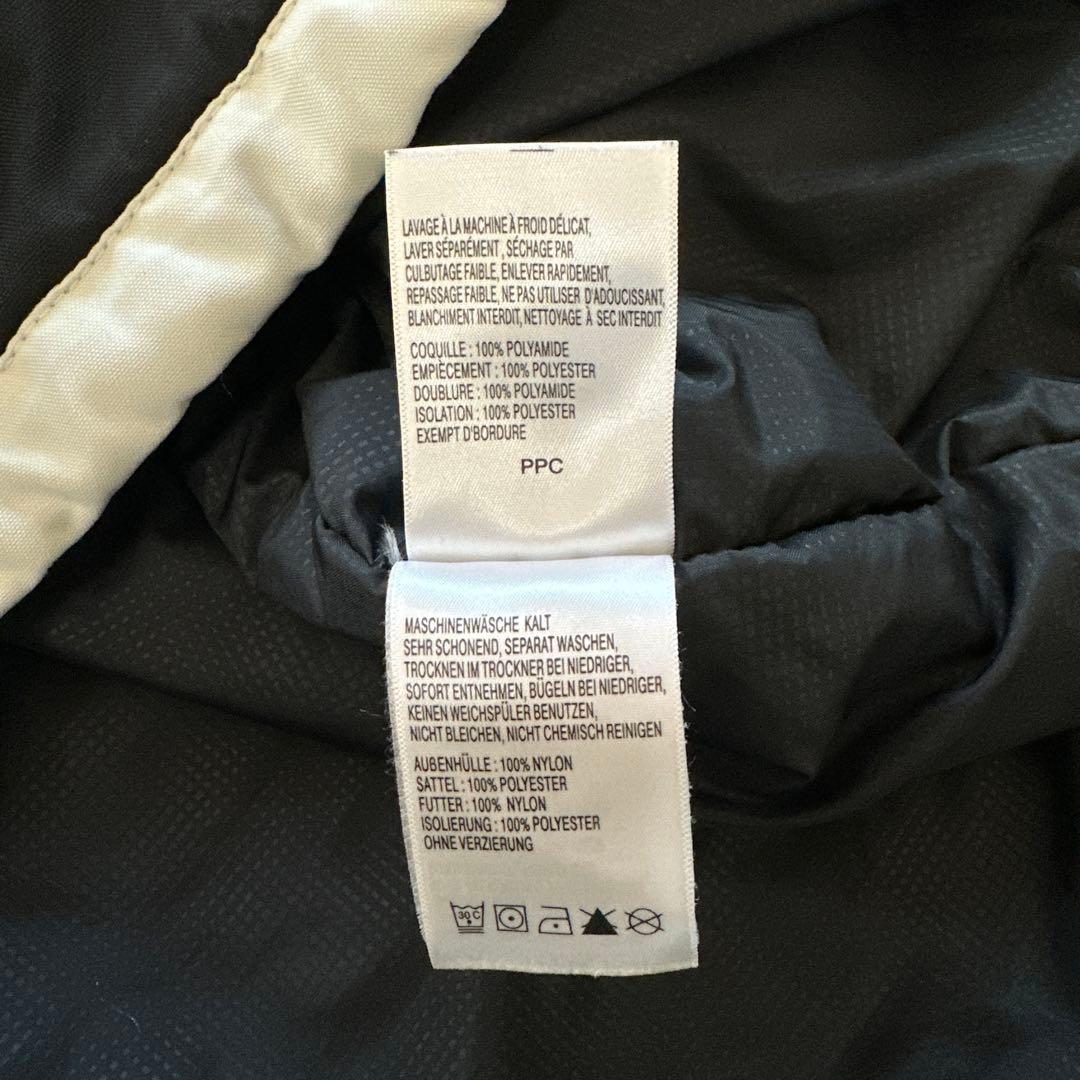 LAVAGE À LA MACHINE À FROID DÉLICAT,
LAVER SÉPARÉMENT, SÉCHAGE PAR
CULBUTAGE FAIBLE, ENLEVER RAPIDEMENT,
REPASSAGE FAIBLE, NE PAS UTILISER D'ADOUCISSANT,
BLANCHIMENT INTERDIT, NETTOYAGE À SEC INTERDIT
COQUILLE : 100% POLYAMIDE
EMPIÈCEMENT : 100% POLYESTER
DOUBLURE : 100% POLYAMIDE
ISOLATION : 100% POLYESTER
EXEMPT D'BORDURE
PPC
MASCHINENWÄSCHE KALT
SEHR SCHONEND, SEPARAT WASCHEN,
TROCKNEN IM TROCKNER BEI NIEDRIGER,
SOFORT ENTNEHMEN, BÜGELN BEI NIEDRIGER,
KEINEN WEICHSPÜLER BENUTZEN,
NICHT BLEICHEN, NICHT CHEMISCH REINIGEN
AUßENHÜLLE : 100% NYLON
SATTEL : 100% POLYESTER
FUTTER : 100% NYLON
ISOLIERUNG : 100% POLYESTER
OHNE VERZIERUNG
30 C